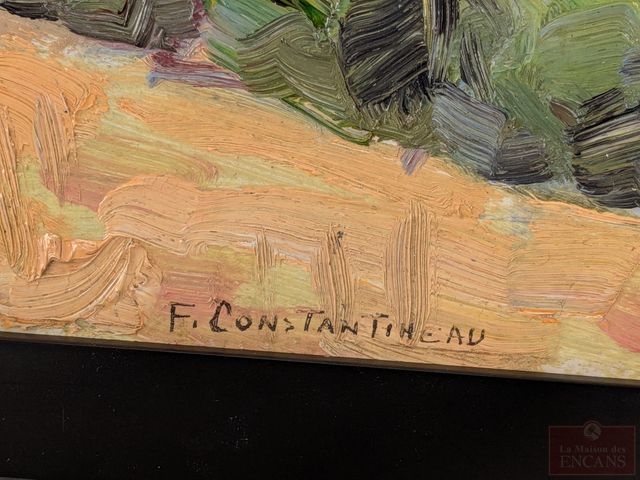 F. CONSTANTINEAU
La Maison des
ENCANS